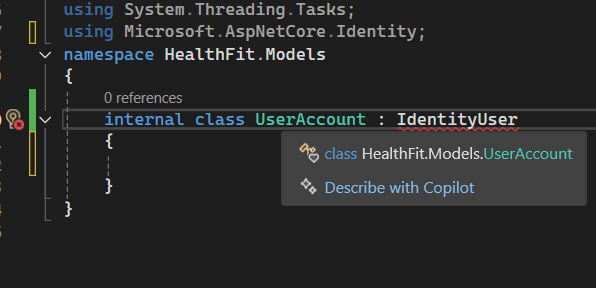 using System.Threading.Tasks;
using Microsoft.AspNetCore.Identity;
namespace HealthFit.Models
{
0 references
internal class UserAccount : IdentityUser
{
class HealthFit.Models.UserAccount
Describe with Copilot
}
}